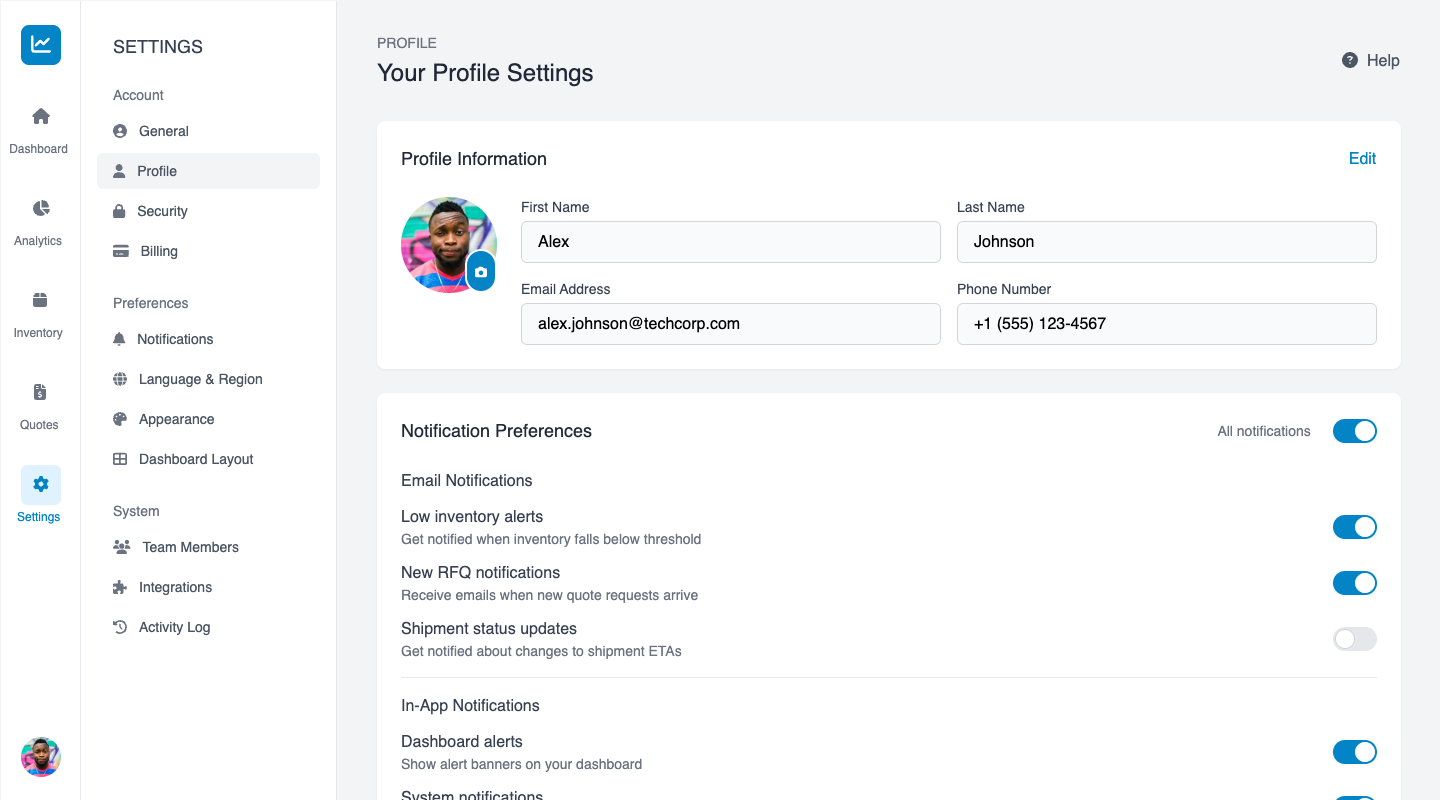 Dashboard
Analytics
Inventory
Quotes
Settings
SETTINGS
Account
General
Profile
Security
Billing
Preferences
Notifications
Language & Region
Appearance
Dashboard Layout
System
Team Members
Integrations
Activity Log
PROFILE
Your Profile Settings
Help
Profile Information
Edit
First Name
Alex
Last Name
Johnson
Email Address
alex.johnson@techcorp.com
Phone Number
+1 (555) 123-4567
Notification Preferences
All notifications
Email Notifications
Low inventory alerts
Get notified when inventory falls below threshold
New RFQ notifications
Receive emails when new quote requests arrive
Shipment status updates
Get notified about changes to shipment ETAs
In-App Notifications
Dashboard alerts
Show alert banners on your dashboard
System notifications